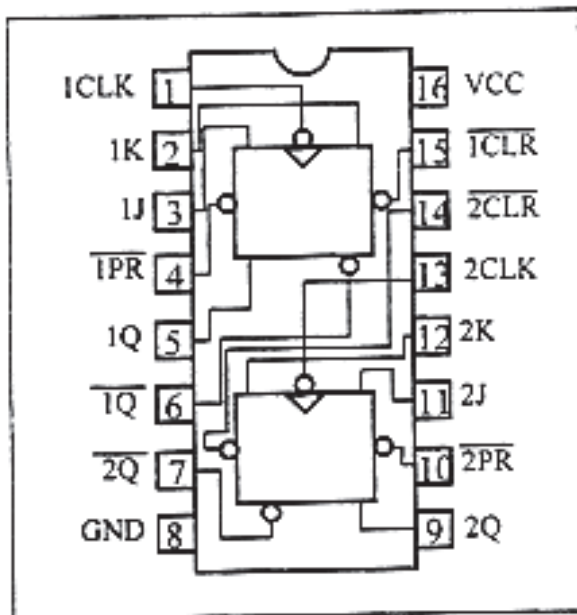 1CLK 1 16 VCC
1K 2 15 1CLR
1J 3 14 2CLR
1PR 4 13 2CLK
1Q 5 12 2K
1Q 6 11 2J
2Q 7 10 2PR
GND 8 9 2Q